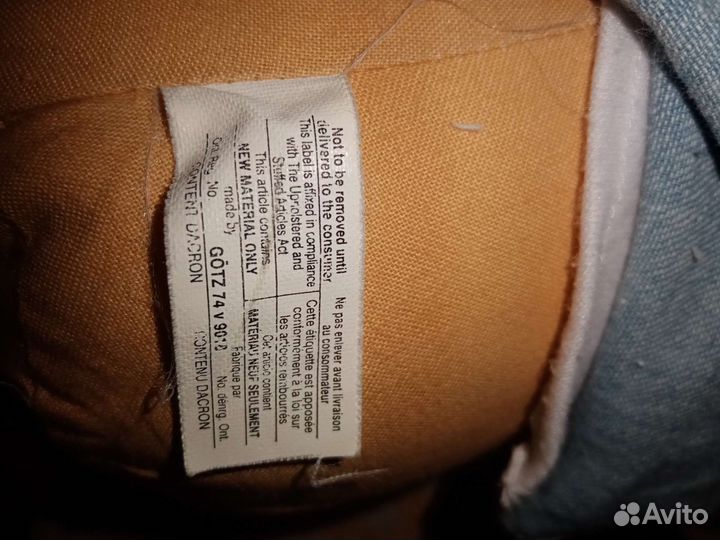 Not to be removed until
delivered to the consumer
This label is affixed in compliance
with The Upholstered and
Stuffed Articles Act
This article contains
NEW MATERIAL ONLY
made by
Ont. Reg. No.
GÖTZ 74 v
CONTENT DACRON
Ne pas enlever avant livraison
au consommateur
Cette étiquette est apposée
conformément à la loi sur
les articles rembourrés
Cet article contient
MATÉRIAU NEUF SEULEMENT
Fabriqué par
No. d'énrg. Ont.
CONTENU DACRON
Avito